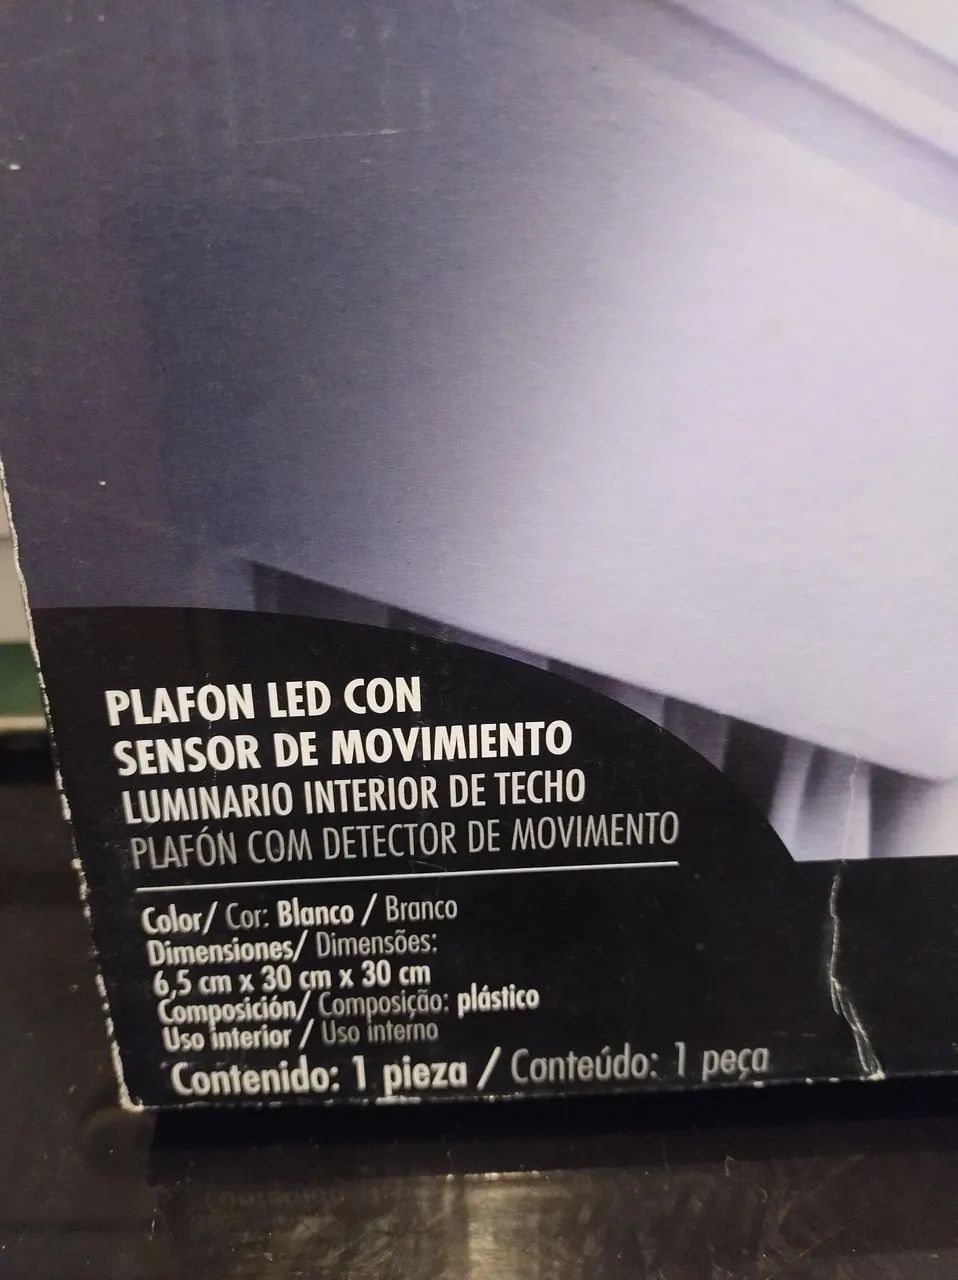 PLAFON LED CON
SENSOR DE MOVIMIENTO
LUMINARIO INTERIOR DE TECHO
PLAFÓN COM DETECTOR DE MOVIMENTO
Color/ Cor: Blanco / Branco
Dimensiones/ Dimensões:
6,5 cm x 30 cm x 30 cm
Composición/ Composição: plástico
Uso interior / Uso interno
Contenido: 1 pieza / Conteúdo: 1 peça